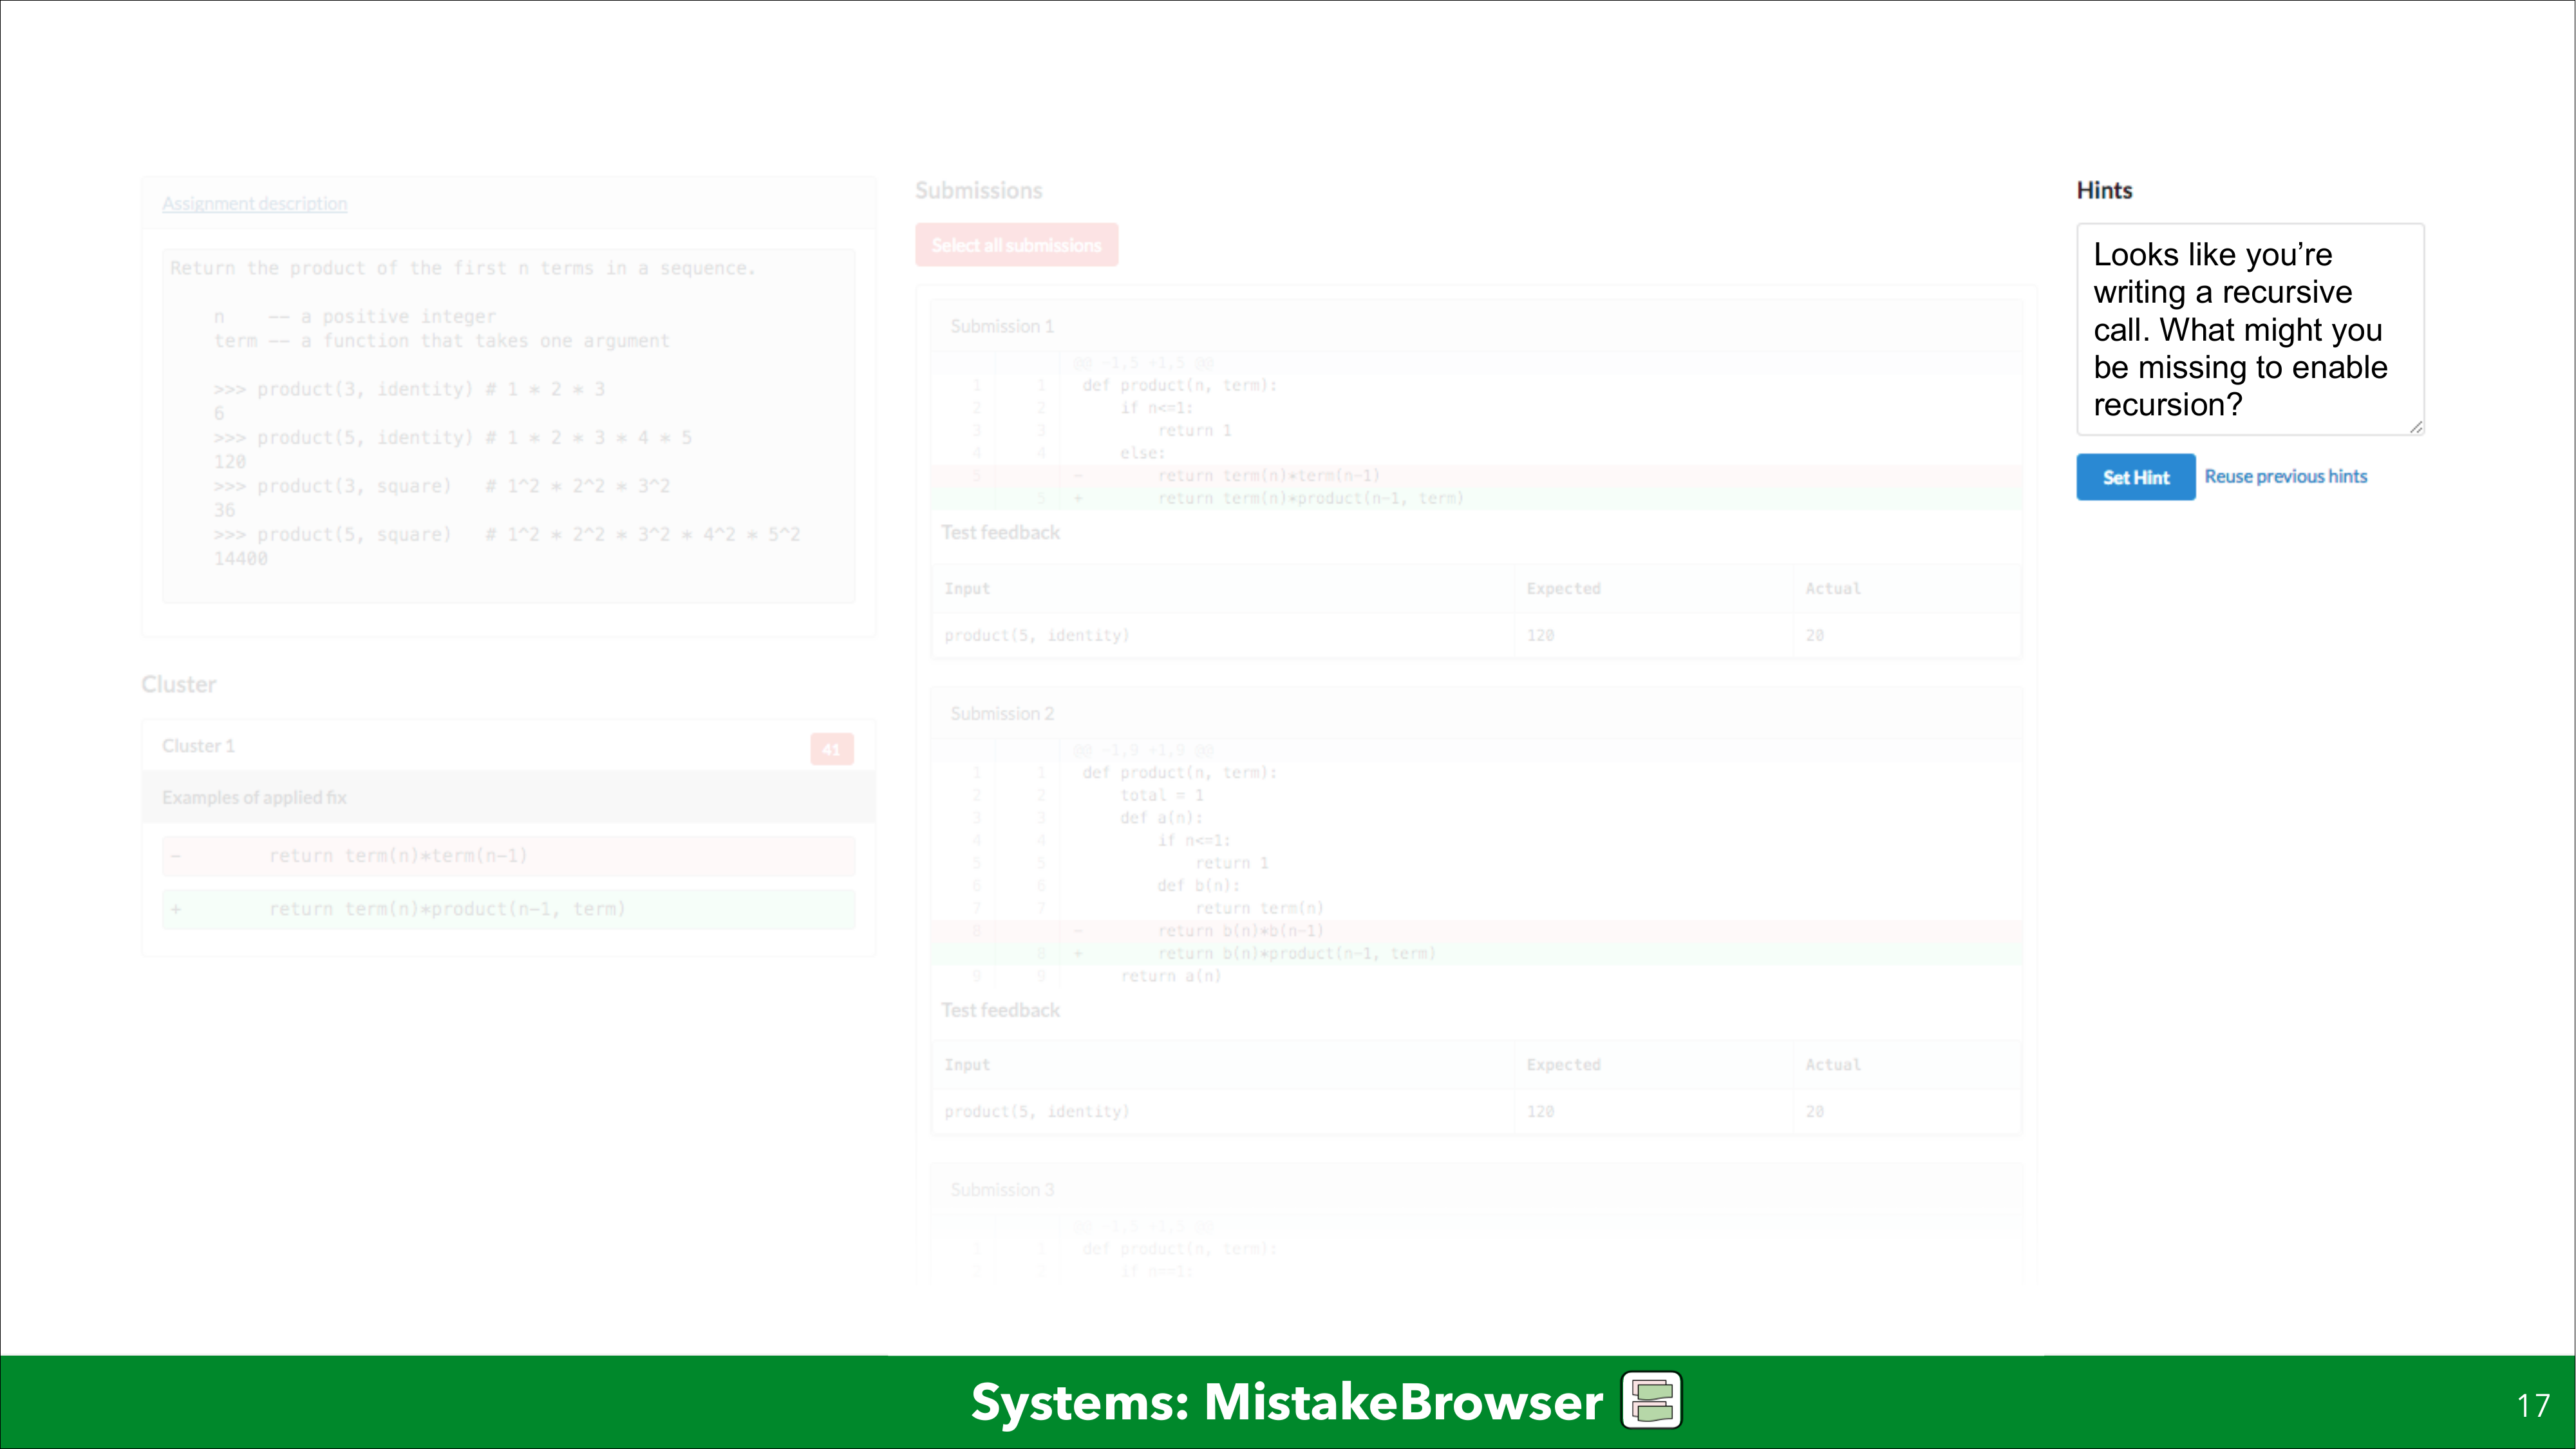 Assignment description
Return the product of the first n terms in a sequence.
n    -- a positive integer
term -- a function that takes one argument
>>> product(3, identity) # 1 * 2 * 3
6
>>> product(5, identity) # 1 * 2 * 3 * 4 * 5
120
>>> product(3, square)   # 1^2 * 2^2 * 3^2
36
>>> product(5, square)   # 1^2 * 2^2 * 3^2 * 4^2 * 5^2
14400
Cluster
Cluster 1 41
Examples of applied fix
-        return term(n)*term(n-1)
+        return term(n)*product(n-1, term)
Submissions
Select all submissions
Submission 1
@@ -1,5 +1,5 @@
1 1 def product(n, term):
2 2     if n<=1:
3 3         return 1
4 4     else:
5 -         return term(n)*term(n-1)
5 +         return term(n)*product(n-1, term)
Test feedback
Input Expected Actual
product(5, identity) 120 20
Submission 2
@@ -1,9 +1,9 @@
1 1 def product(n, term):
2 2     total = 1
3 3     def a(n):
4 4         if n<=1:
5 5             return 1
6 6         def b(n):
7 7             return term(n)
8 -         return b(n)*b(n-1)
8 +         return b(n)*product(n-1, term)
9 9     return a(n)
Test feedback
Input Expected Actual
product(5, identity) 120 20
Submission 3
@@ -1,5 +1,5 @@
1 1 def product(n, term):
2 2     if n==1:
Hints
Looks like you’re
writing a recursive
call. What might you
be missing to enable
recursion?
Set Hint Reuse previous hints
Systems: MistakeBrowser
17